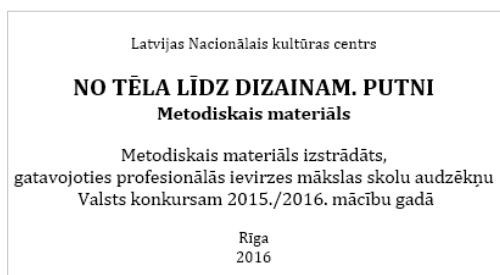 Latvijas Nacionālais kultūras centrs
NO TĒLA LĪDZ DIZAINAM. PUTNI
Metodiskais materiāls
Metodiskais materiāls izstrādāts,
gatavojoties profesionālās ievirzes mākslas skolu audzēkņu
Valsts konkursam 2015./2016. mācību gadā
Rīga
2016